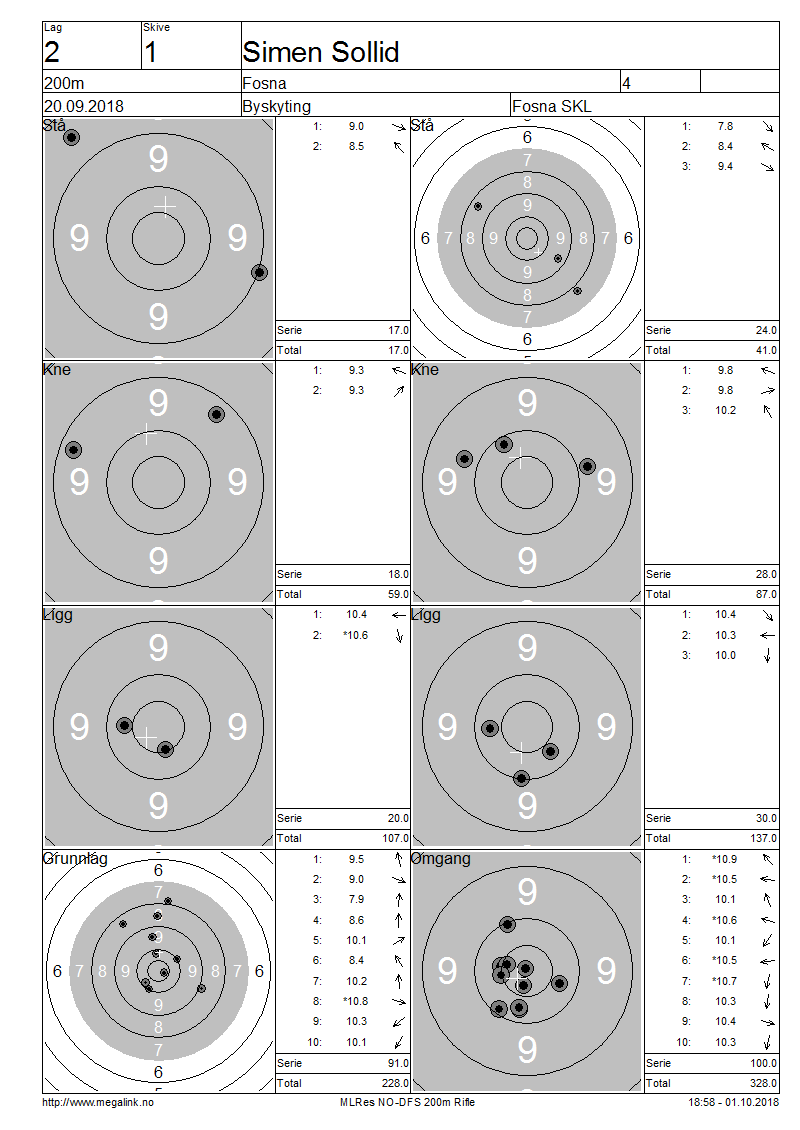 Lag Skive
2 1 Simen Sollid
200m Fosna 4
20.09.2018 Byskyting Fosna SKL
Stå
1: 9.0
2: 8.5
9
9 9
9
Serie 17.0
Total 17.0
Stå
1: 7.8
2: 8.4
3: 9.4
6
7
8
9
6 7 8 9 9 8 7 6
9
8
7
6
Serie 24.0
Total 41.0
Kne
1: 9.3
2: 9.3
9
9 9
9
Serie 18.0
Total 59.0
Kne
1: 9.8
2: 9.8
3: 10.2
9
9 9
9
Serie 28.0
Total 87.0
Ligg
1: 10.4
2: *10.6
9
9 9
9
Serie 20.0
Total 107.0
Ligg
1: 10.4
2: 10.3
3: 10.0
9
9 9
9
Serie 30.0
Total 137.0
Grunnlag
1: 9.5
2: 9.0
3: 7.9
4: 8.6
5: 10.1
6: 8.4
7: 10.2
8: *10.8
9: 10.3
10: 10.1
6
7
8
9
6 7 8 9 9 8 7 6
9
8
7
6
Serie 91.0
Total 228.0
Omgang
1: *10.9
2: *10.5
3: 10.1
4: *10.6
5: 10.1
6: *10.5
7: *10.7
8: 10.3
9: 10.4
10: 10.3
9
9 9
9
Serie 100.0
Total 328.0
http://www.megalink.no MLRes NO-DFS 200m Rifle 18:58 - 01.10.2018